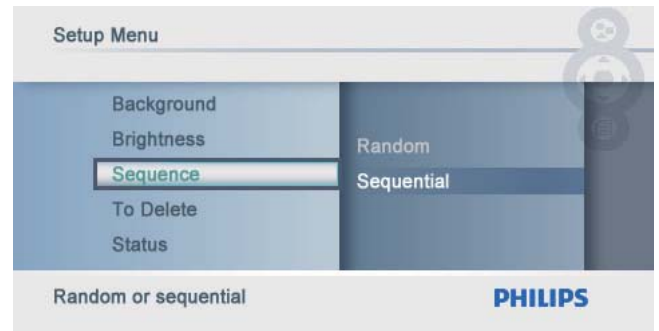 Setup Menu
Background
Brightness
Sequence
To Delete
Status
Random
Sequential
Random or sequential
PHILIPS